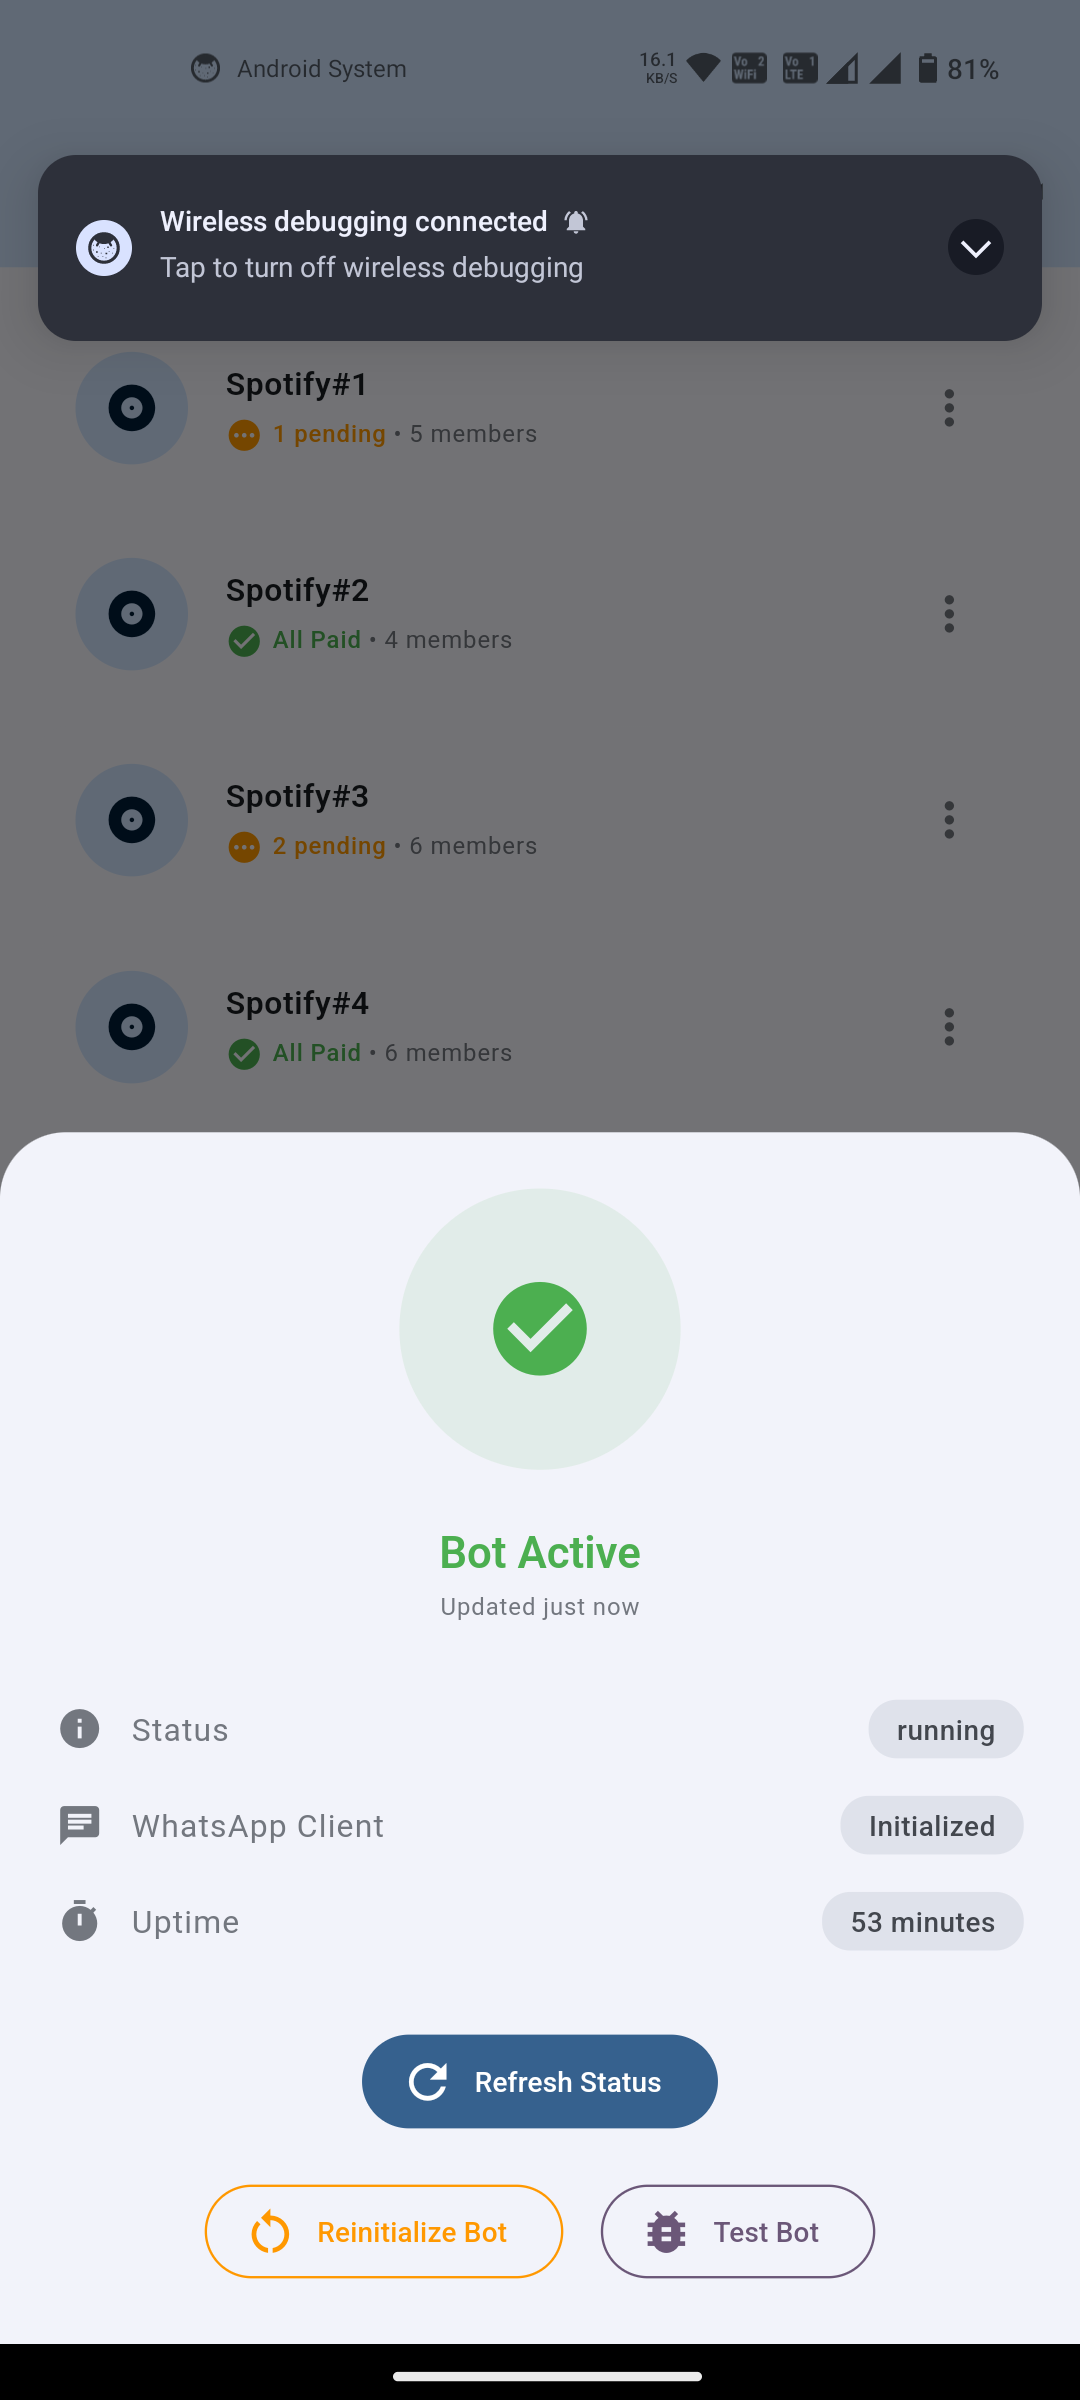 Android System
16.1
KB/S
Vo 2
WiFi
Vo 1
LTE
81%
Wireless debugging connected
Tap to turn off wireless debugging
Spotify#1
1 pending • 5 members
Spotify#2
All Paid • 4 members
Spotify#3
2 pending • 6 members
Spotify#4
All Paid • 6 members
Bot Active
Updated just now
Status
running
WhatsApp Client
Initialized
Uptime
53 minutes
Refresh Status
Reinitialize Bot
Test Bot